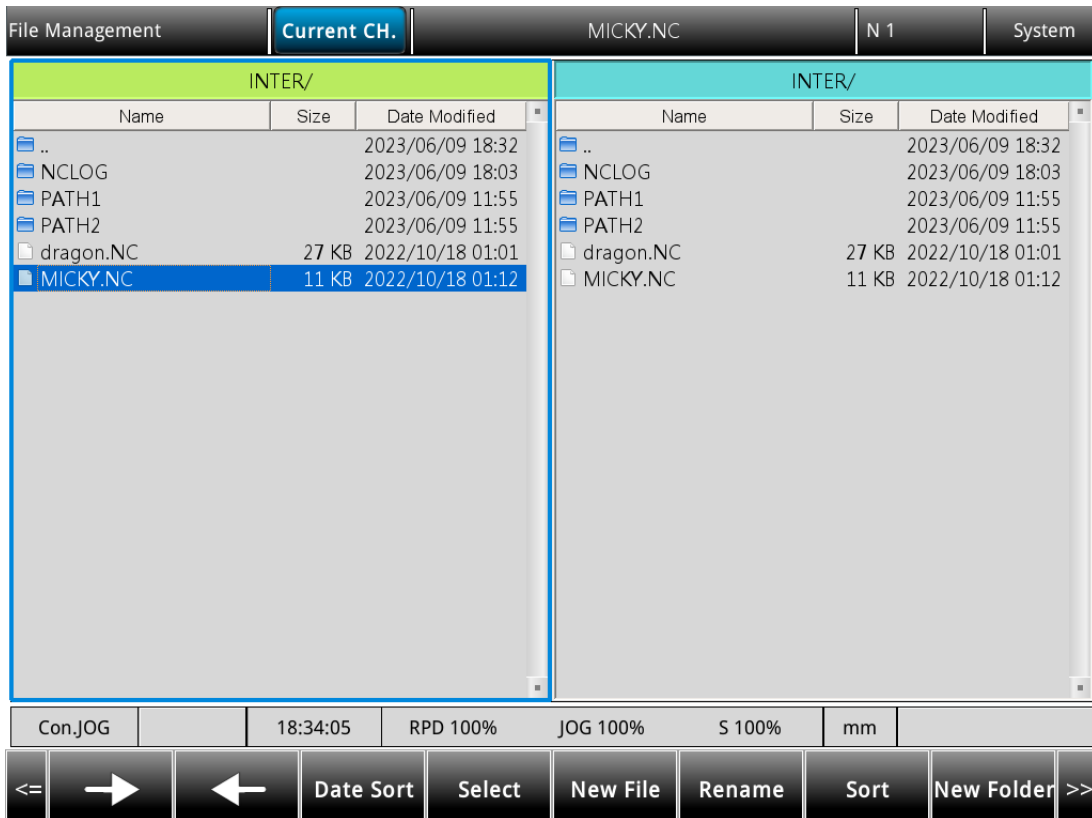 File Management Current CH. MICKY.NC N 1 System
INTER/ INTER/
Name Size Date Modified Name Size Date Modified
.. 2023/06/09 18:32 .. 2023/06/09 18:32
NCLOG 2023/06/09 18:03 NCLOG 2023/06/09 18:03
PATH1 2023/06/09 11:55 PATH1 2023/06/09 11:55
PATH2 2023/06/09 11:55 PATH2 2023/06/09 11:55
dragon.NC 27 KB 2022/10/18 01:01 dragon.NC 27 KB 2022/10/18 01:01
MICKY.NC 11 KB 2022/10/18 01:12 MICKY.NC 11 KB 2022/10/18 01:12
Con.JOG 18:34:05 RPD 100% JOG 100% S 100% mm
<= Date Sort Select New File Rename Sort New Folder >>